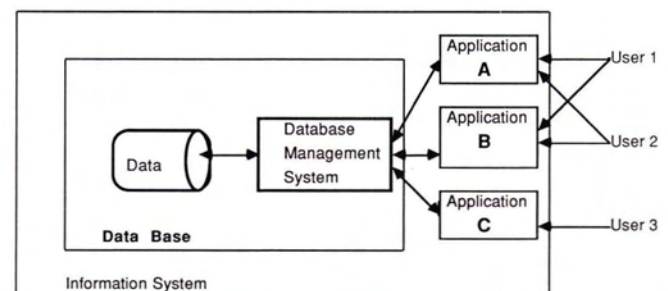 Application
A
User 1
Database
Management
System
Application
B
User 2
Data
Application
C
User 3
Data Base
Information System